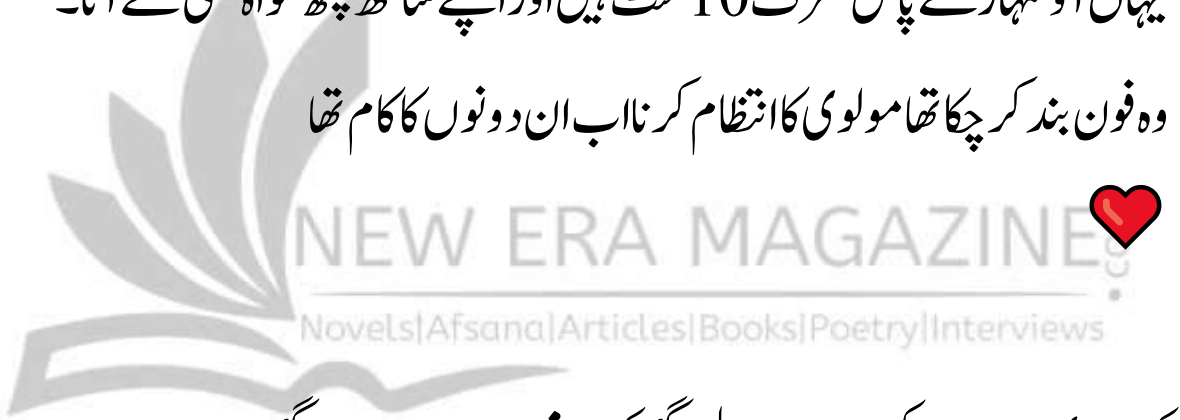 یہاں آؤ تمہارے پاس صرف 10 منٹ ہیں اور اپنے ساتھ کچھ گواہ بھی لے آنا۔
وہ فون بند کر چکا تھا مولوی کا انتظام کرنا اب ان دونوں کا کام تھا
NEW ERA MAGAZINE
Novels|Afsana|Articles|Books|Poetry|Interviews